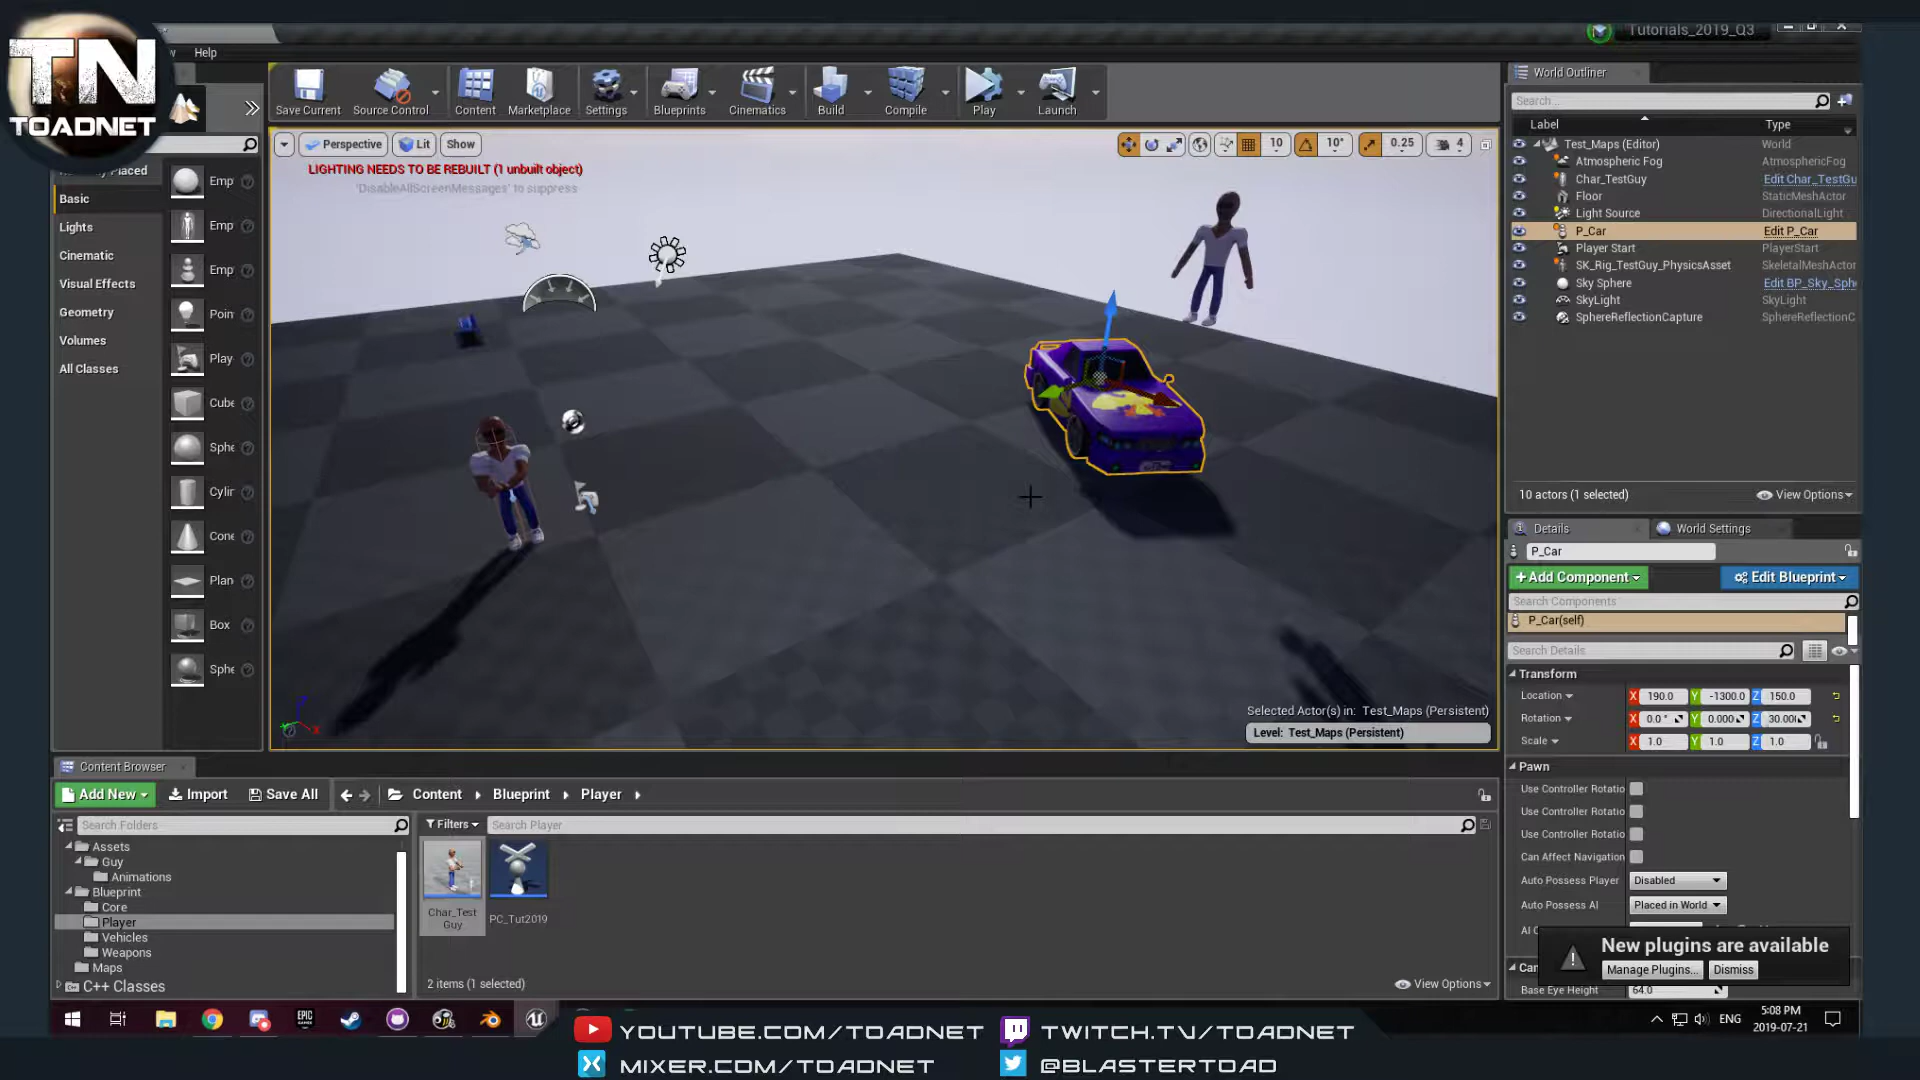 TN
TOADNET
Help
Tutorials_2019_Q3
Save Current
Source Control
Content
Marketplace
Settings
Blueprints
Cinematics
Build
Compile
Play
Launch
Placed
Basic
Lights
Cinematic
Visual Effects
Geometry
Volumes
All Classes
Emp
Emp
Emp
Poin
Play
Cube
Sphe
Cylir
Cone
Plan
Box
Sphe
Perspective
Lit
Show
10
10°
0.25
4
LIGHTING NEEDS TO BE REBUILT (1 unbuilt object)
'DisableAllScreenMessages' to suppress
Selected Actor(s) in: Test_Maps (Persistent)
Level: Test_Maps (Persistent)
World Outliner
Search...
Label Type
Test_Maps (Editor) World
Atmospheric Fog AtmosphericFog
Char_TestGuy Edit Char_TestGu
Floor StaticMeshActor
Light Source DirectionalLight
P_Car Edit P_Car
Player Start PlayerStart
SK_Rig_TestGuy_PhysicsAsset SkeletalMeshActor
Sky Sphere Edit BP_Sky_Sphe
SkyLight SkyLight
SphereReflectionCapture SphereReflectionC
10 actors (1 selected)
View Options
Details
World Settings
P_Car
+Add Component
Edit Blueprint
Search Components
P_Car(self)
Search Details
Transform
Location X 190.0 Y -1300.0 Z 150.0
Rotation X 0.0 ° Y 0.000 Z 30.00
Scale X 1.0 Y 1.0 Z 1.0
Pawn
Use Controller Rotatio
Use Controller Rotatio
Use Controller Rotatio
Can Affect Navigation
Auto Possess Player Disabled
Auto Possess AI Placed in World
AI C
New plugins are available
Manage Plugins... Dismiss
Can
Base Eye Height 64.0
Content Browser
Add New
Import
Save All
Content
Blueprint
Player
Search Folders
Filters
Search Player
Assets
Guy
Animations
Blueprint
Core
Player
Vehicles
Weapons
Maps
C++ Classes
Char_Test
Guy
PC_Tut2019
2 items (1 selected)
View Options
EPIC
GAMES
ENG
5:08 PM
2019-07-21
YOUTUBE.COM/TOADNET
TWITCH.TV/TOADNET
MIXER.COM/TOADNET
@BLASTERTOAD